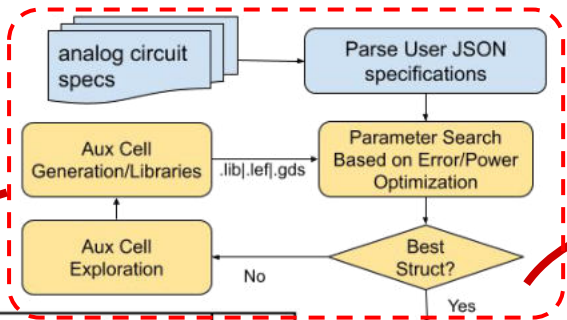 analog circuit
specs
Parse User JSON
specifications
Aux Cell
Generation/Libraries
.lib|.lef|.gds
Parameter Search
Based on Error/Power
Optimization
Aux Cell
Exploration
No
Best
Struct?
Yes